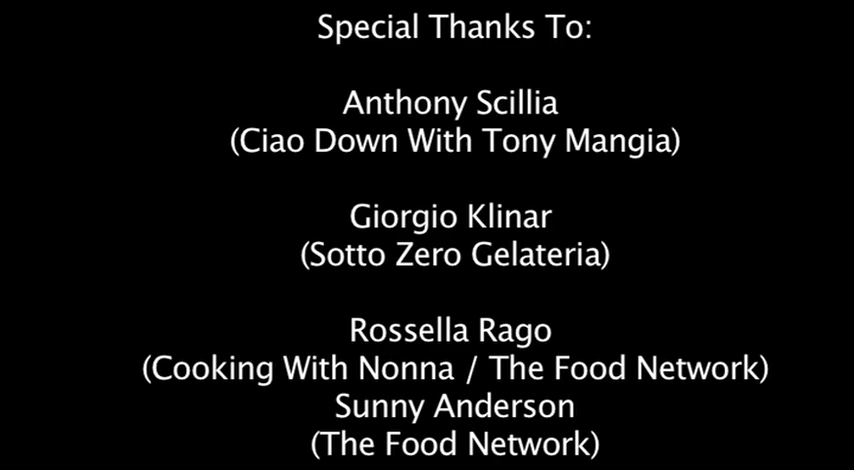 Special Thanks To:
Anthony Scillia
(Ciao Down With Tony Mangia)
Giorgio Klinar
(Sotto Zero Gelateria)
Rossella Rago
(Cooking With Nonna / The Food Network)
Sunny Anderson
(The Food Network)